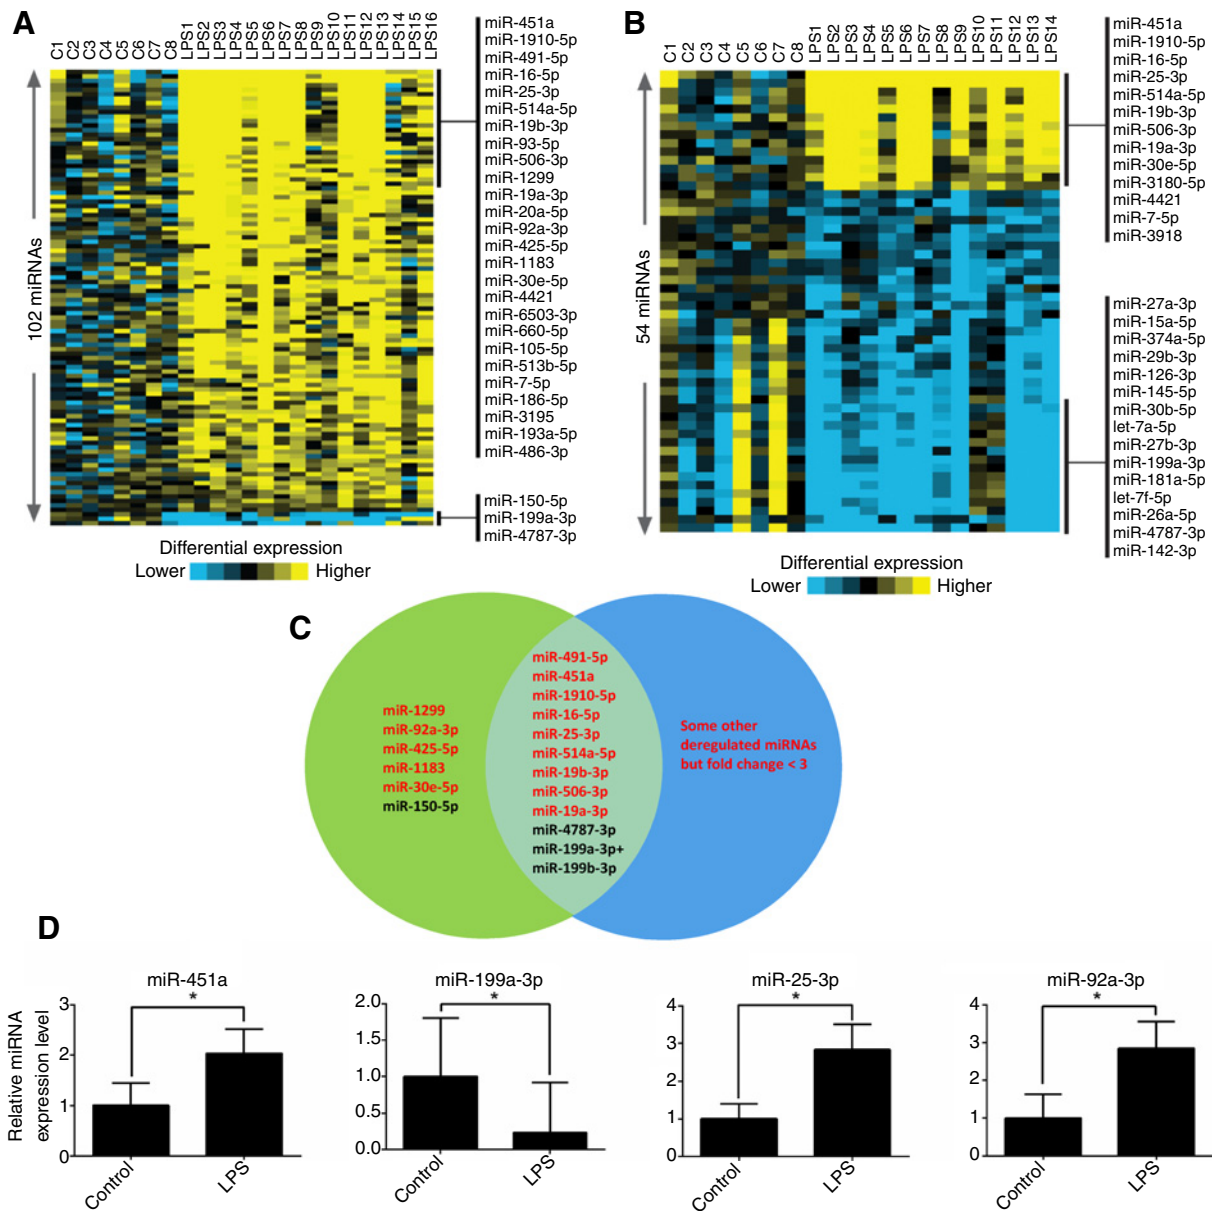 A
C1 C2 C3 C4 C5 C6 C7 C8 LPS1 LPS2 LPS3 LPS4 LPS5 LPS6 LPS7 LPS8 LPS9 LPS10 LPS11 LPS12 LPS13 LPS14 LPS15 LPS16
102 miRNAs
miR-451a
miR-1910-5p
miR-491-5p
miR-16-5p
miR-25-3p
miR-514a-5p
miR-19b-3p
miR-93-5p
miR-506-3p
miR-1299
miR-19a-3p
miR-20a-5p
miR-92a-3p
miR-425-5p
miR-1183
miR-30e-5p
miR-4421
miR-6503-3p
miR-660-5p
miR-105-5p
miR-513b-5p
miR-7-5p
miR-186-5p
miR-3195
miR-193a-5p
miR-486-3p
miR-150-5p
miR-199a-3p
miR-4787-3p
Differential expression
Lower Higher
B
C1 C2 C3 C4 C5 C6 C7 C8 LPS1 LPS2 LPS3 LPS4 LPS5 LPS6 LPS7 LPS8 LPS9 LPS10 LPS11 LPS12 LPS13 LPS14
54 miRNAs
miR-451a
miR-1910-5p
miR-16-5p
miR-25-3p
miR-514a-5p
miR-19b-3p
miR-506-3p
miR-19a-3p
miR-30e-5p
miR-3180-5p
miR-4421
miR-7-5p
miR-3918
miR-27a-3p
miR-15a-5p
miR-374a-5p
miR-29b-3p
miR-126-3p
miR-145-5p
miR-30b-5p
let-7a-5p
miR-27b-3p
miR-199a-3p
miR-181a-5p
let-7f-5p
miR-26a-5p
miR-4787-3p
miR-142-3p
Differential expression
Lower Higher
C
miR-1299
miR-92a-3p
miR-425-5p
miR-1183
miR-30e-5p
miR-150-5p
miR-491-5p
miR-451a
miR-1910-5p
miR-16-5p
miR-25-3p
miR-514a-5p
miR-19b-3p
miR-506-3p
miR-19a-3p
miR-4787-3p
miR-199a-3p+
miR-199b-3p
Some other
deregulated miRNAs
but fold change < 3
D
Relative miRNA
expression level
miR-451a
*
3
2
1
0
Control LPS
miR-199a-3p
*
2.0
1.5
1.0
0.5
0.0
Control LPS
miR-25-3p
*
4
3
2
1
0
Control LPS
miR-92a-3p
*
4
3
2
1
0
Control LPS